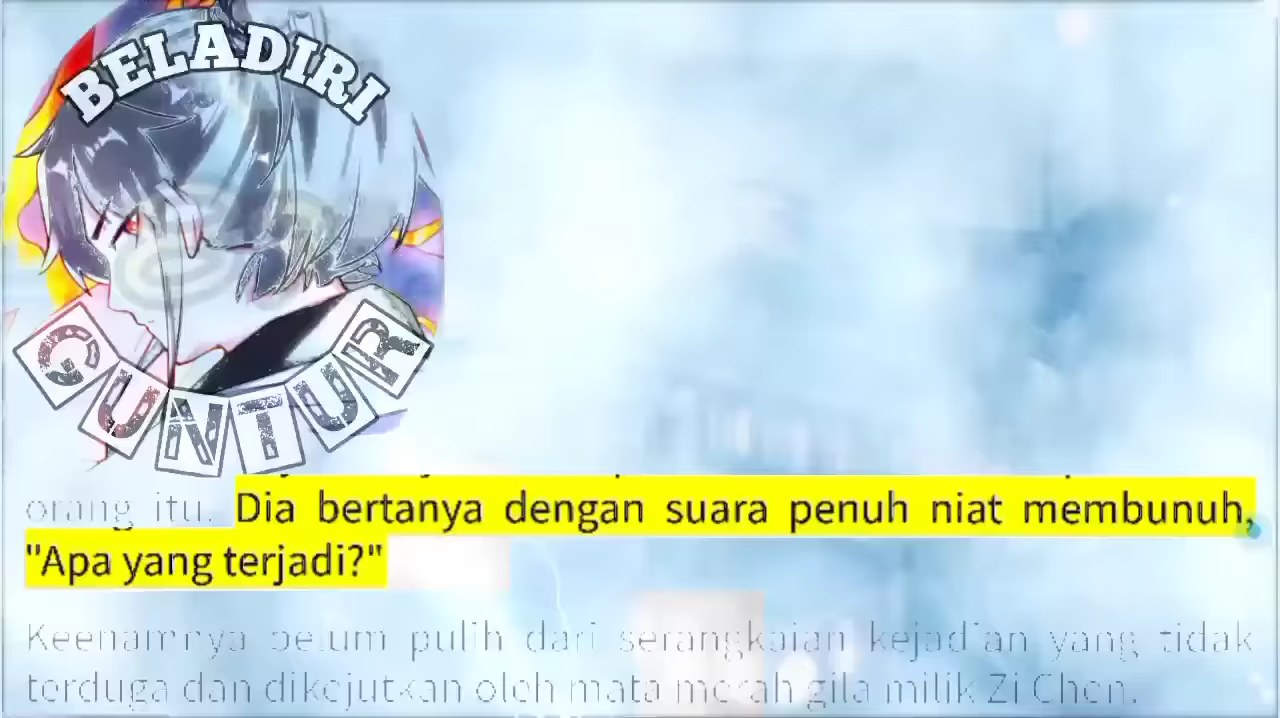 BELADIRI
GUNTUR
orang itu. Dia bertanya dengan suara penuh niat membunuh,
"Apa yang terjadi?"
Keenamnya belum pulih dari serangkaian kejadian yang tidak
terduga dan dikejutkan oleh mata merah gila milik Zi Chen.